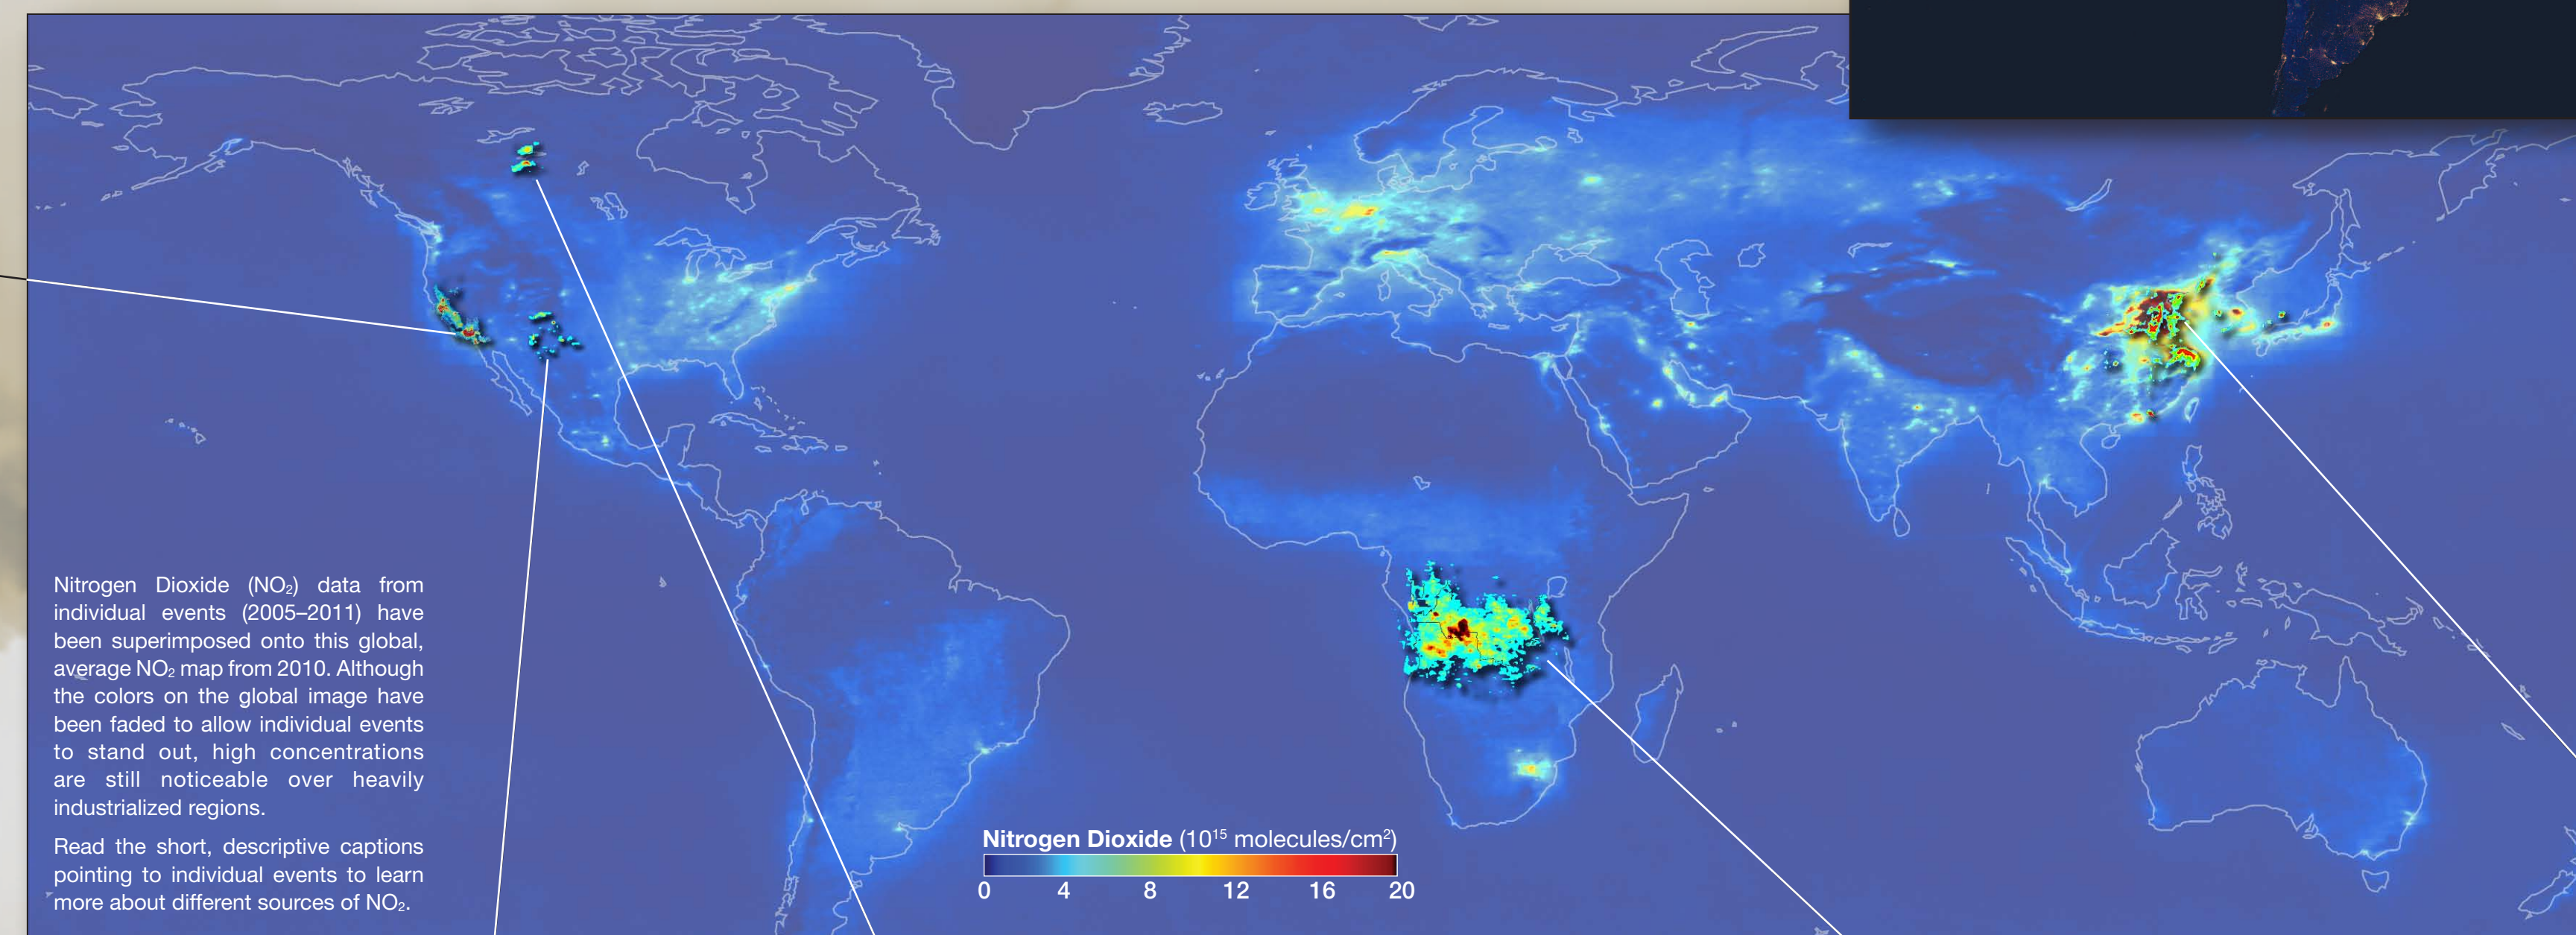 Nitrogen Dioxide (NO₂) data from
individual events (2005–2011) have
been superimposed onto this global,
average NO₂ map from 2010. Although
the colors on the global image have
been faded to allow individual events
to stand out, high concentrations
are still noticeable over heavily
industrialized regions.
Read the short, descriptive captions
pointing to individual events to learn
more about different sources of NO₂.
Nitrogen Dioxide (10¹⁵ molecules/cm²)
0 4 8 12 16 20